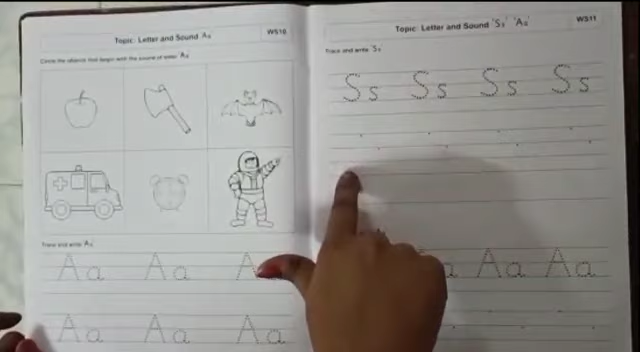 Topic: Letter and Sound 'Aa'
WS10
Circle the objects that begin with the sound of letter 'Aa'
Trace and write 'Aa'
Aa Aa A
Aa Aa Aa
Topic: Letter and Sound 'Ss' 'Aa'
WS11
Trace and write 'Ss'
Ss Ss Ss Ss
a Aa Aa